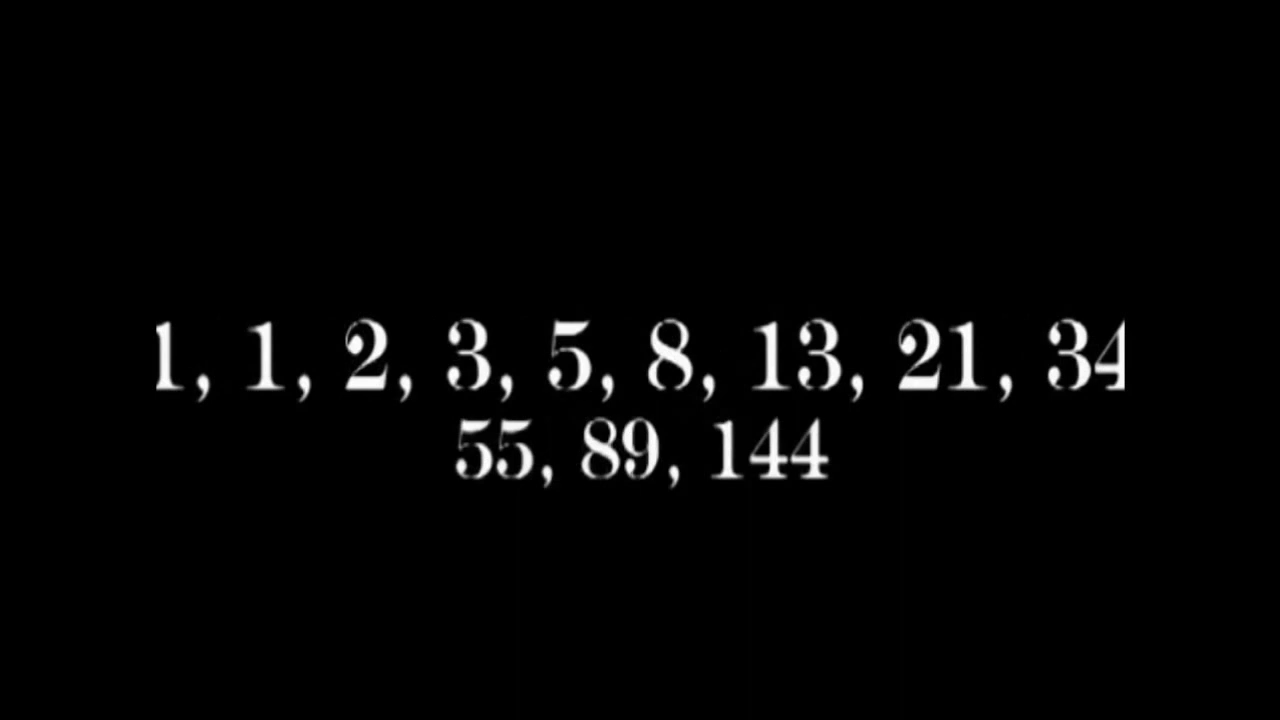 1, 1, 2, 3, 5, 8, 13, 21, 34
55, 89, 144